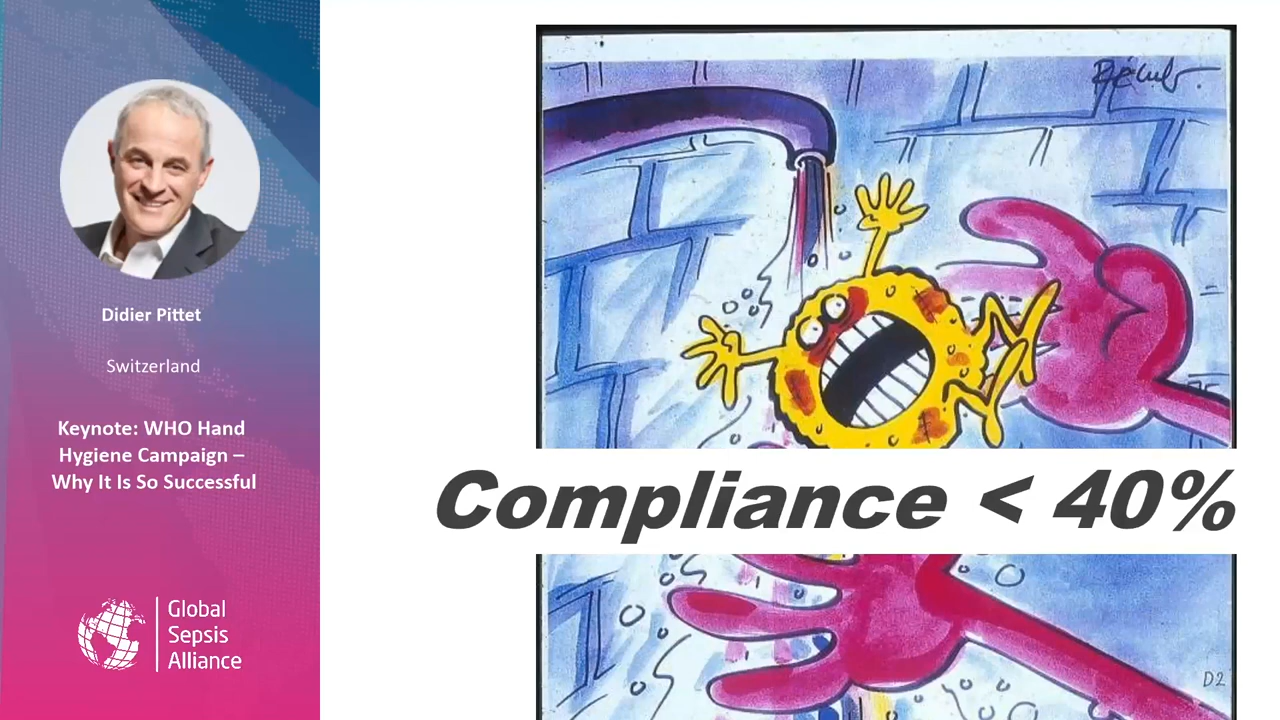 Didier Pittet
Switzerland
Keynote: WHO Hand
Hygiene Campaign –
Why It Is So Successful
Global
Sepsis
Alliance
Compliance < 40%
D2